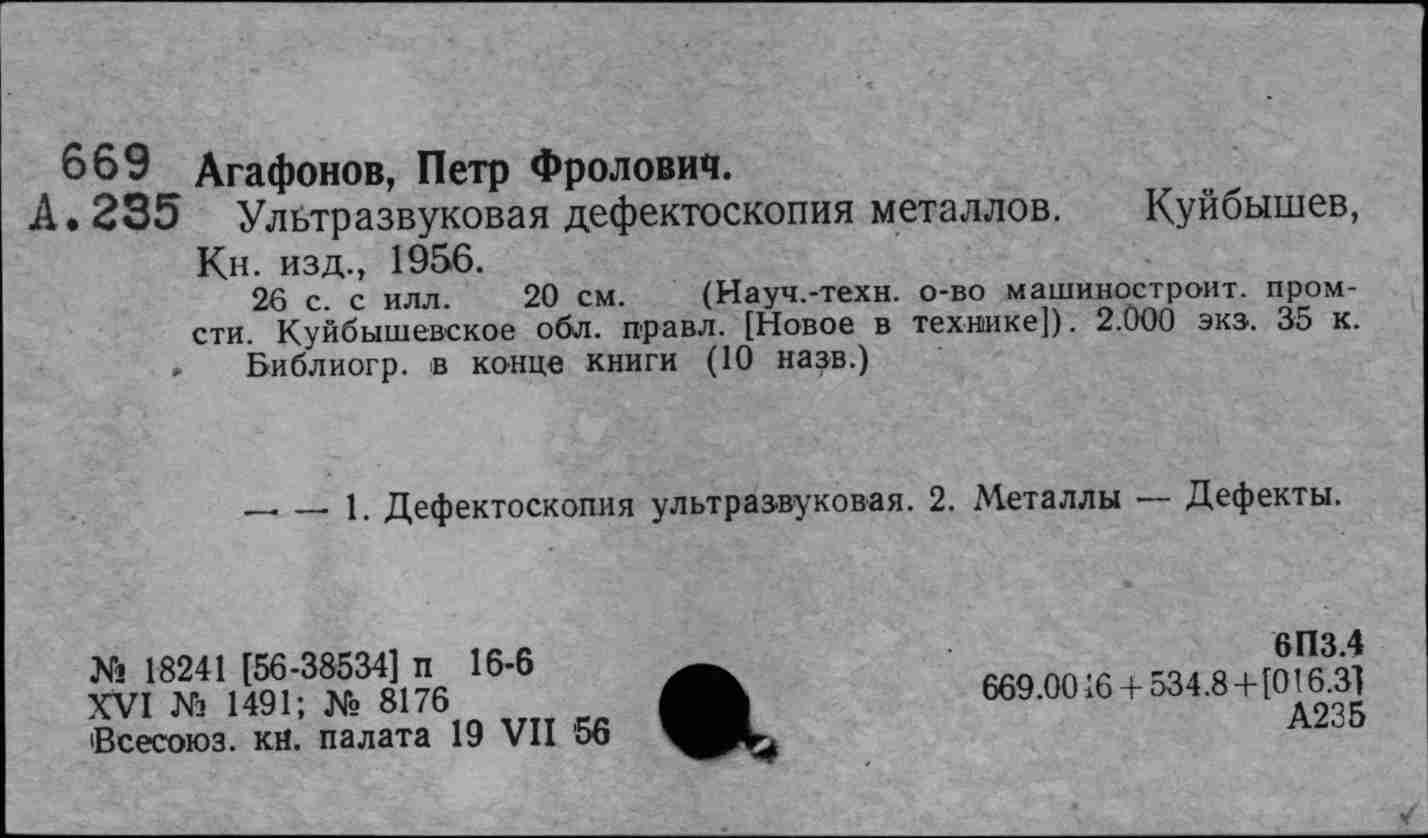 669 Агафонов, Петр Фролович.
А.235 Ультразвуковая дефектоскопия металлов. Куйбышев,
Кн. изд., 1956.
26 с. с илл. 20 см. (Науч.-техн. о-во машиностроит. пром-
сти. Куйбышевское обл. правл. [Новое в технике]). 2.000 экз. 35 к.
Библиогр. в конце книги (10 назв.)
— — 1. Дефектоскопия ультразвуковая. 2. Металлы — Дефекты.
№ 18241 [56-38534] п 16-6
XVI № 1491; № 8176
Всесоюз. кн. палата 19 VII 56
6П3.4
669.0016 + 534.8 + [016.3]
А235